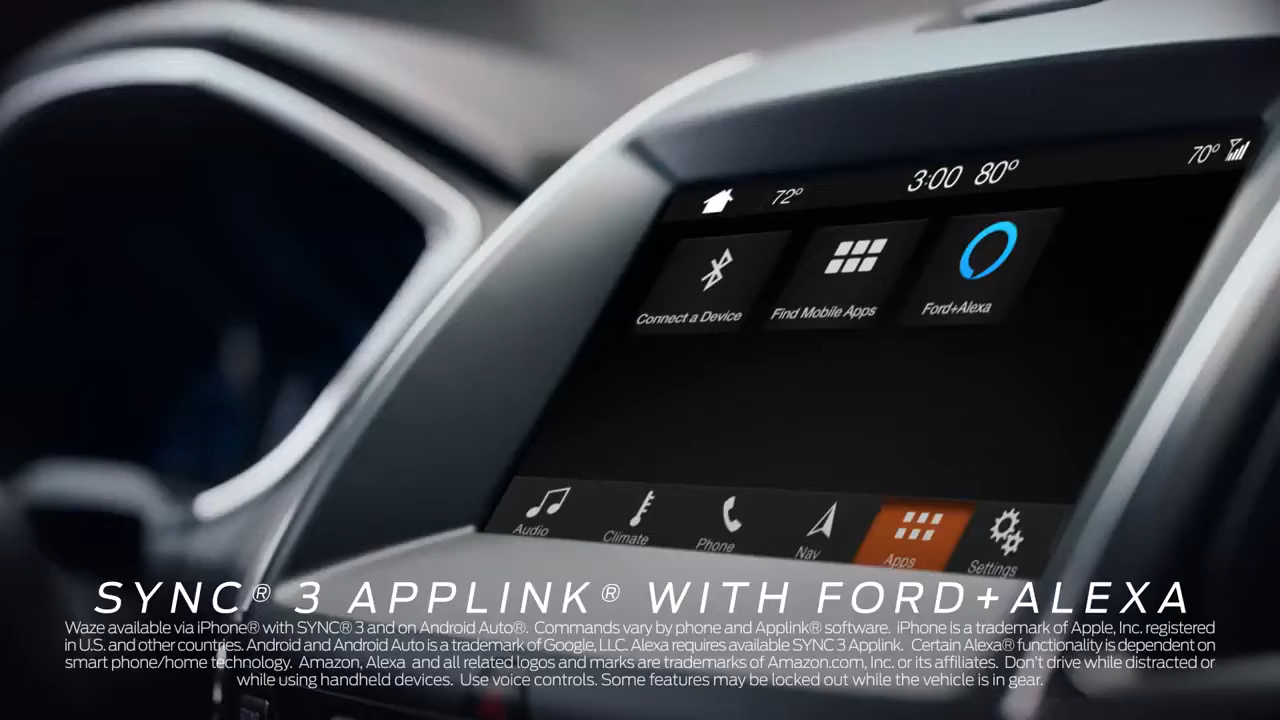 72° 3:00 80° 70°
Connect a Device Find Mobile Apps Ford+Alexa
Audio Climate Phone Nav Apps Settings
SYNC® 3 APPLINK® WITH FORD+ALEXA
Waze available via iPhone® with SYNC® 3 and on Android Auto®. Commands vary by phone and Applink® software. iPhone is a trademark of Apple, Inc. registered
in U.S. and other countries. Android and Android Auto is a trademark of Google, LLC. Alexa requires available SYNC 3 Applink. Certain Alexa® functionality is dependent on
smart phone/home technology. Amazon, Alexa and all related logos and marks are trademarks of Amazon.com, Inc. or its affiliates. Don't drive while distracted or
while using handheld devices. Use voice controls. Some features may be locked out while the vehicle is in gear.